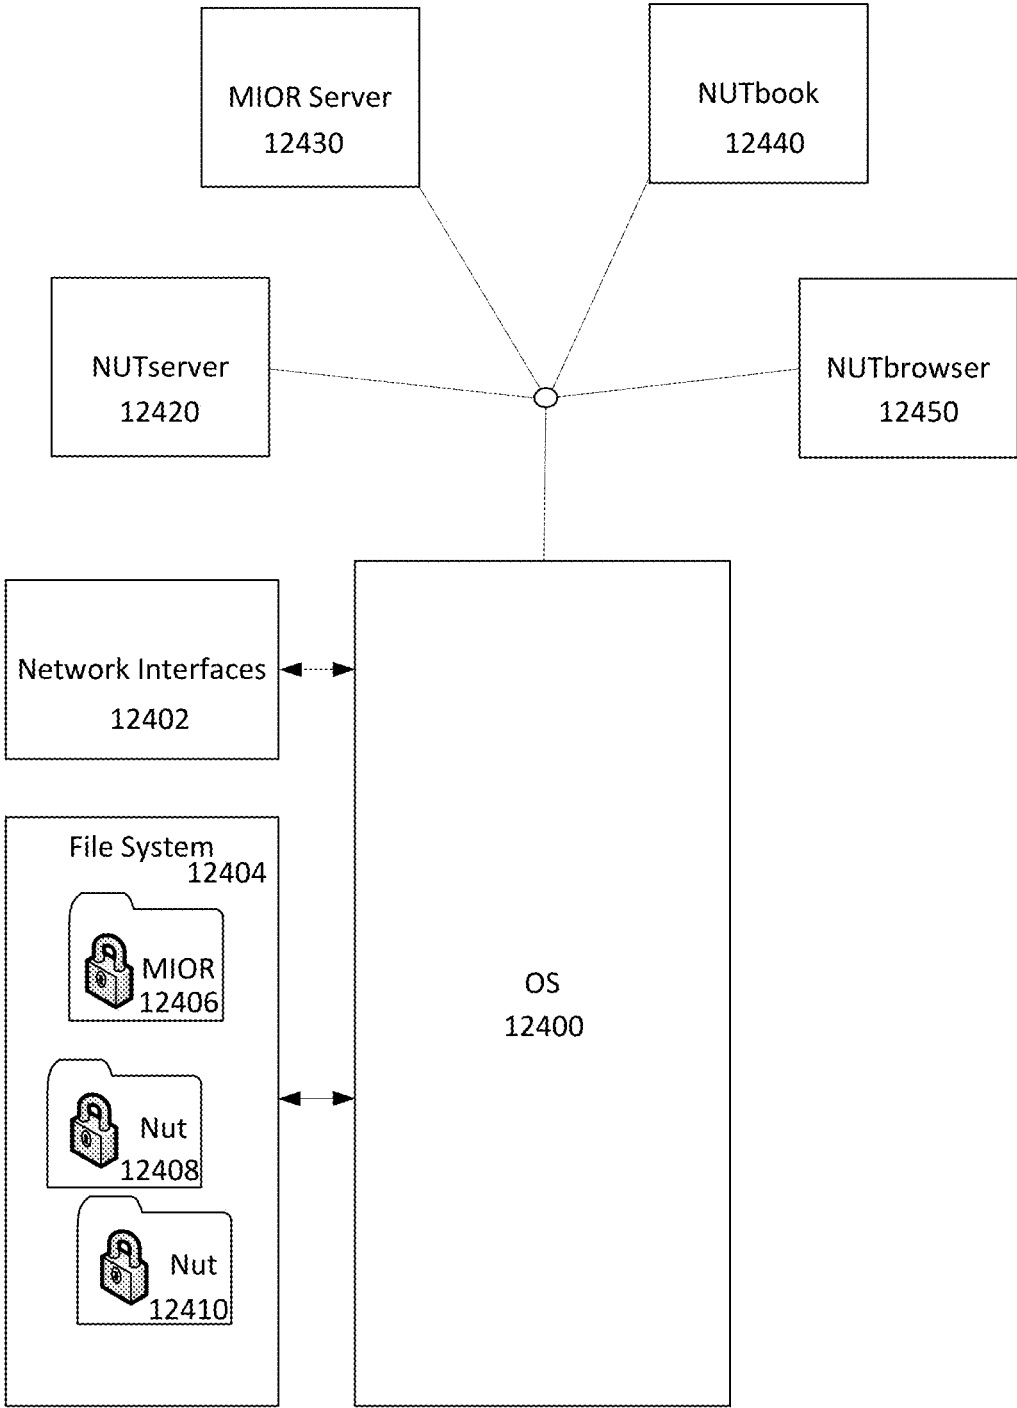 MIOR Server
12430
NUTbook
12440
NUTserver
12420
NUTbrowser
12450
Network Interfaces
12402
File System
12404
MIOR
12406
Nut
12408
Nut
12410
OS
12400